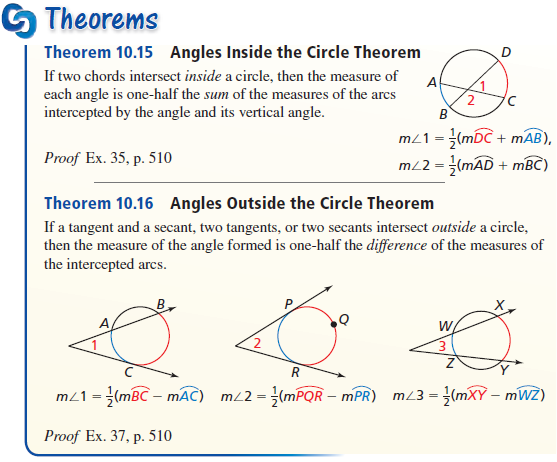 Theorems
Theorem 10.15 Angles Inside the Circle Theorem
If two chords intersect inside a circle, then the measure of
each angle is one-half the sum of the measures of the arcs
intercepted by the angle and its vertical angle.
D
A
1
2
C
B
m∠1 = ½(mDC + mAB),
m∠2 = ½(mAD + mBC)
Proof Ex. 35, p. 510
Theorem 10.16 Angles Outside the Circle Theorem
If a tangent and a secant, two tangents, or two secants intersect outside a circle,
then the measure of the angle formed is one-half the difference of the measures of
the intercepted arcs.
B
A
1
C
P
Q
2
R
X
W
3
Z
Y
m∠1 = ½(mBC − mAC) m∠2 = ½(mPQR − mPR) m∠3 = ½(mXY − mWZ)
Proof Ex. 37, p. 510